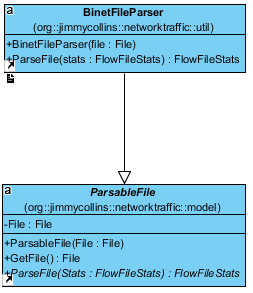 a
BinetFileParser
(org::jimmycollins::networktraffic::util)
+BinetFileParser(file : File)
+ParseFile(stats : FlowFileStats) : FlowFileStats
a
ParsableFile
(org::jimmycollins::networktraffic::model)
-File : File
+ParsableFile(File : File)
+GetFile() : File
+ParseFile(Stats : FlowFileStats) : FlowFileStats